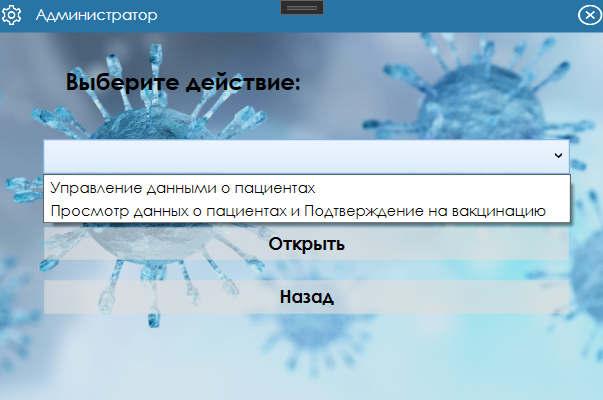 Администратор
Выберите действие:
Управление данными о пациентах
Просмотр данных о пациентах и Подтверждение на вакцинацию
Открыть
Назад